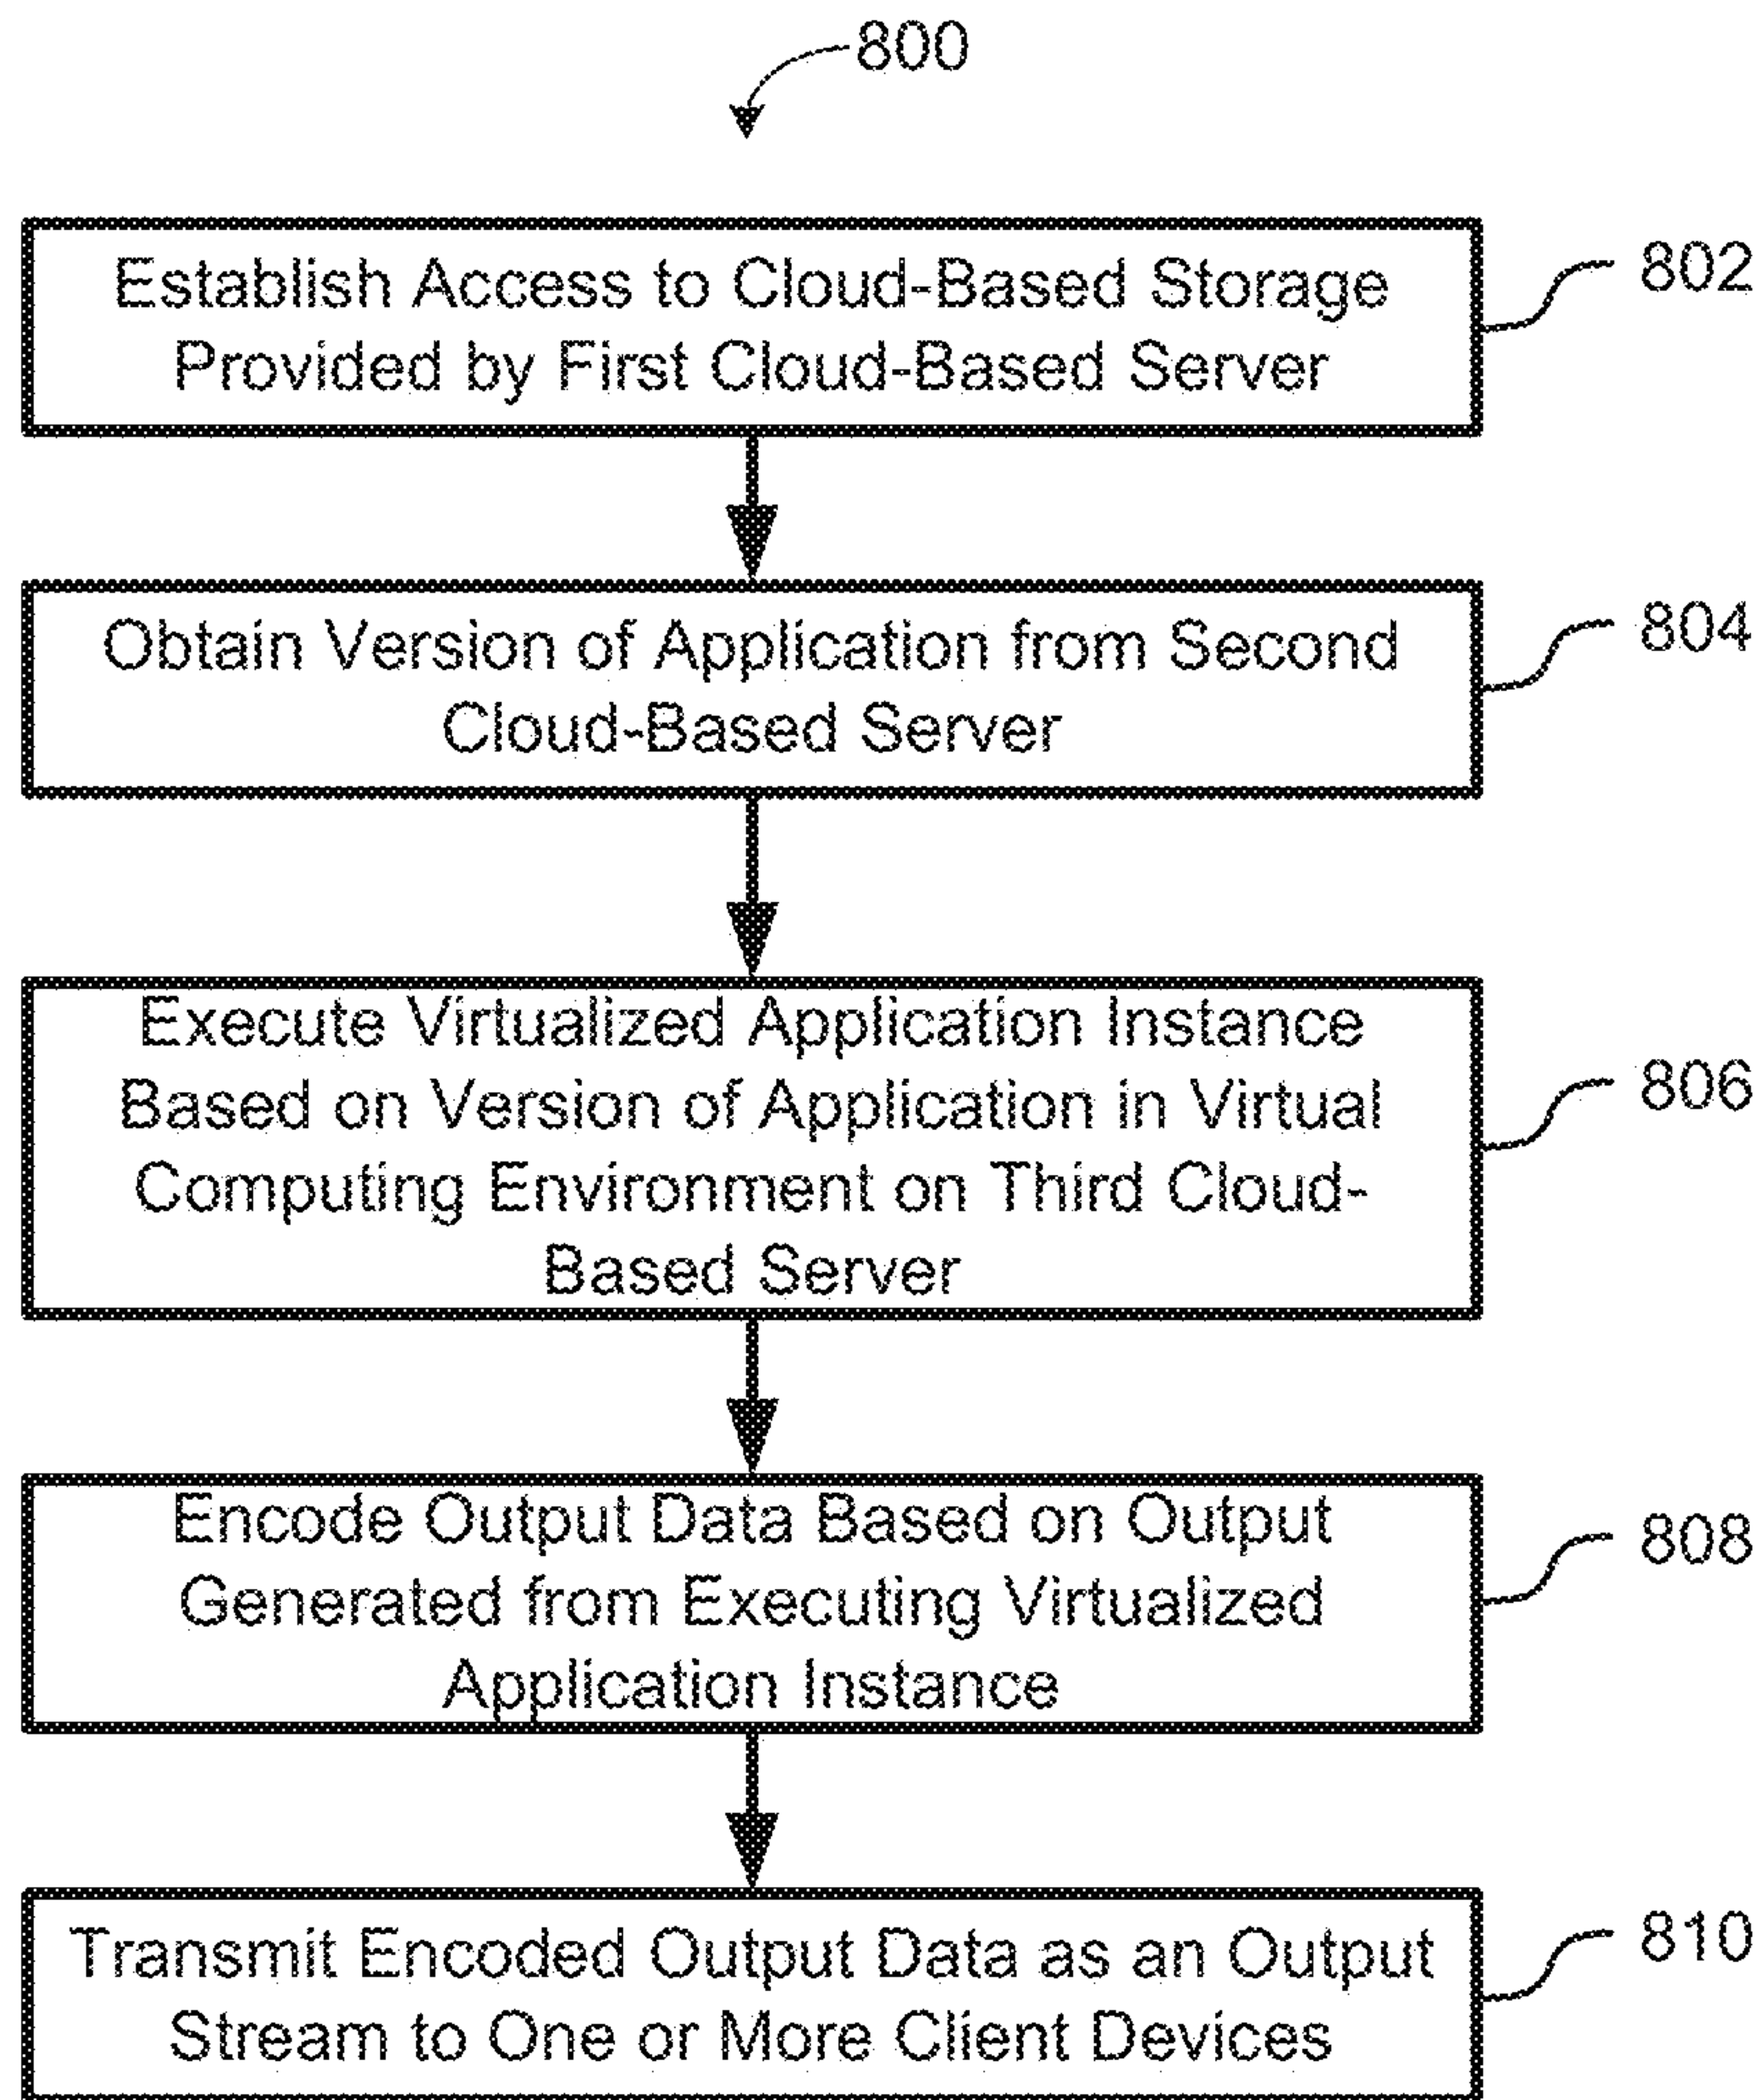 800
Establish Access to Cloud-Based Storage
Provided by First Cloud-Based Server
802
Obtain Version of Application from Second
Cloud-Based Server
804
Execute Virtualized Application Instance
Based on Version of Application in Virtual
Computing Environment on Third Cloud-
Based Server
806
Encode Output Data Based on Output
Generated from Executing Virtualized
Application Instance
808
Transmit Encoded Output Data as an Output
Stream to One or More Client Devices
810